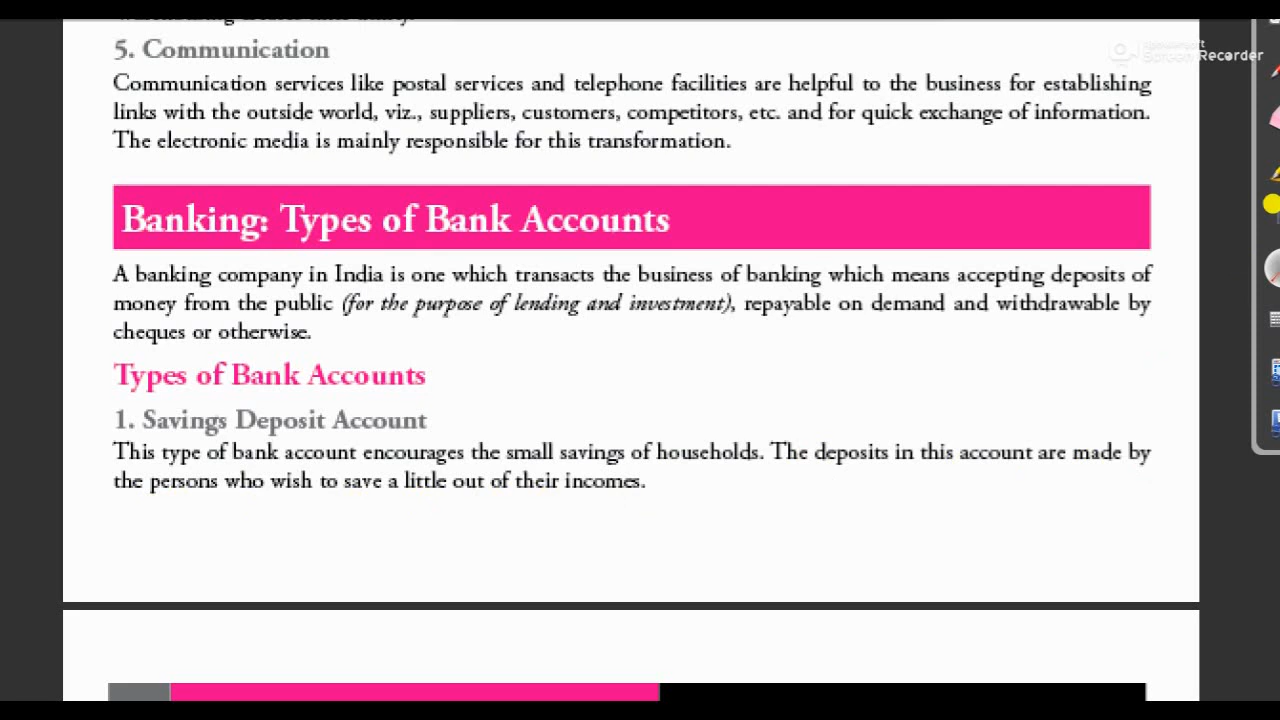 5. Communication
Communication services like postal services and telephone facilities are helpful to the business for establishing
links with the outside world, viz., suppliers, customers, competitors, etc. and for quick exchange of information.
The electronic media is mainly responsible for this transformation.
Banking: Types of Bank Accounts
A banking company in India is one which transacts the business of banking which means accepting deposits of
money from the public (for the purpose of lending and investment), repayable on demand and withdrawable by
cheques or otherwise.
Types of Bank Accounts
1. Savings Deposit Account
This type of bank account encourages the small savings of households. The deposits in this account are made by
the persons who wish to save a little out of their incomes.
Screen Recorder